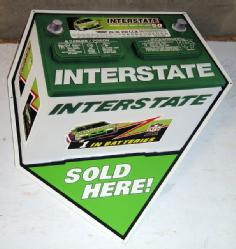 INTERSTATE
INTERSTATE
INTERSTATE
1 IN BATTERIES
SOLD
HERE!